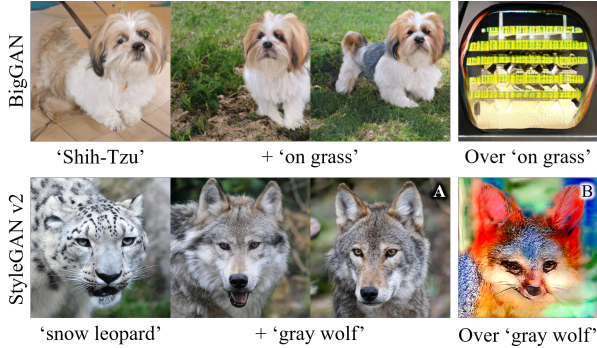 BigGAN
'Shih-Tzu'
+ 'on grass'
Over 'on grass'
StyleGAN v2
A
B
'snow leopard'
+ 'gray wolf'
Over 'gray wolf'